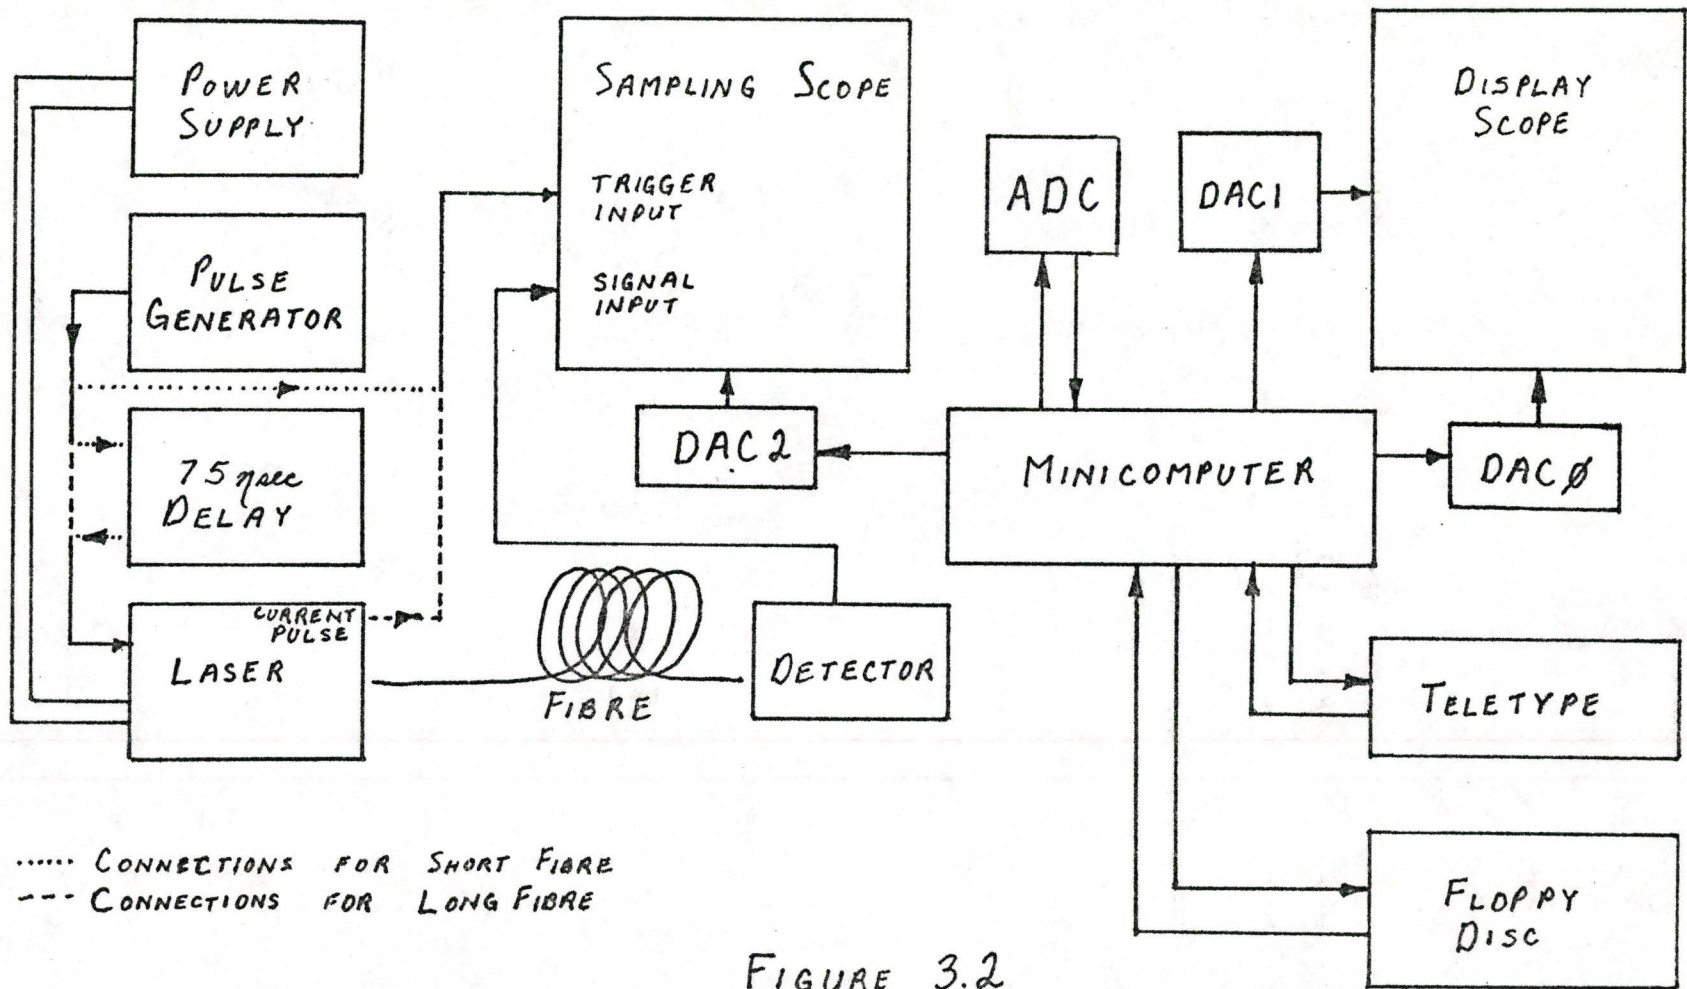 POWER
SUPPLY
PULSE
GENERATOR
75 ηsec
DELAY
CURRENT
PULSE
LASER
SAMPLING SCOPE
TRIGGER
INPUT
SIGNAL
INPUT
DAC2
FIBRE
DETECTOR
ADC
DAC1
DISPLAY
SCOPE
MINICOMPUTER
DACØ
TELETYPE
FLOPPY
DISC
...... CONNECTIONS FOR SHORT FIBRE
---- CONNECTIONS FOR LONG FIBRE
FIGURE 3.2